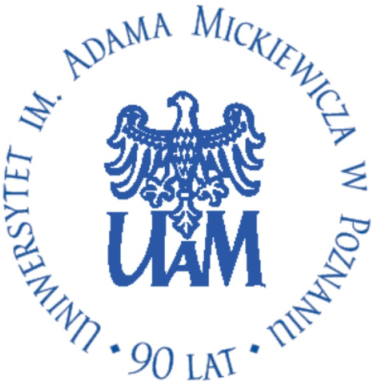 UNIWERSYTET IM. ADAMA MICKIEWICZA W POZNANIU
• 90 LAT •
UAM